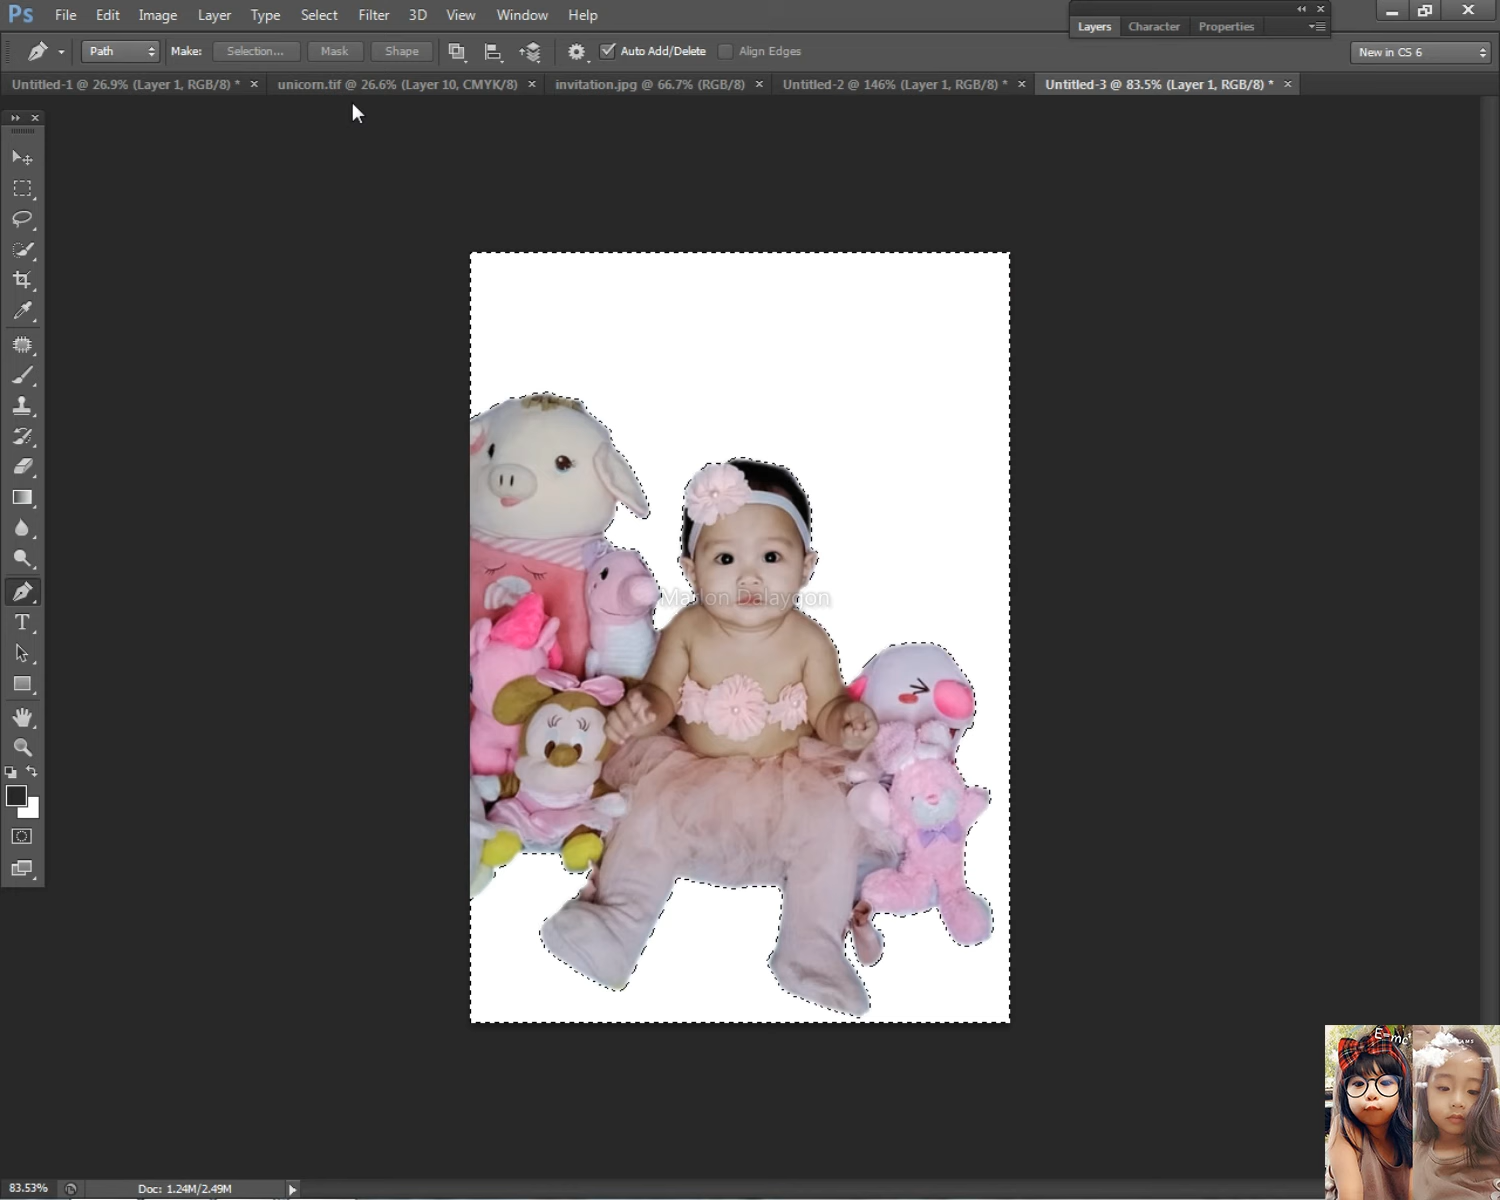 Ps File Edit Image Layer Type Select Filter 3D View Window Help
Layers Character Properties
Path Make: Selection... Mask Shape Auto Add/Delete Align Edges New in CS 6
Untitled-1 @ 26.9% (Layer 1, RGB/8) * × unicorn.tif @ 26.6% (Layer 10, CMYK/8) × invitation.jpg @ 66.7% (RGB/8) × Untitled-2 @ 146% (Layer 1, RGB/8) * × Untitled-3 @ 83.5% (Layer 1, RGB/8) * ×
Marlon Dalaygon
83.53% Doc: 1.24M/2.49M